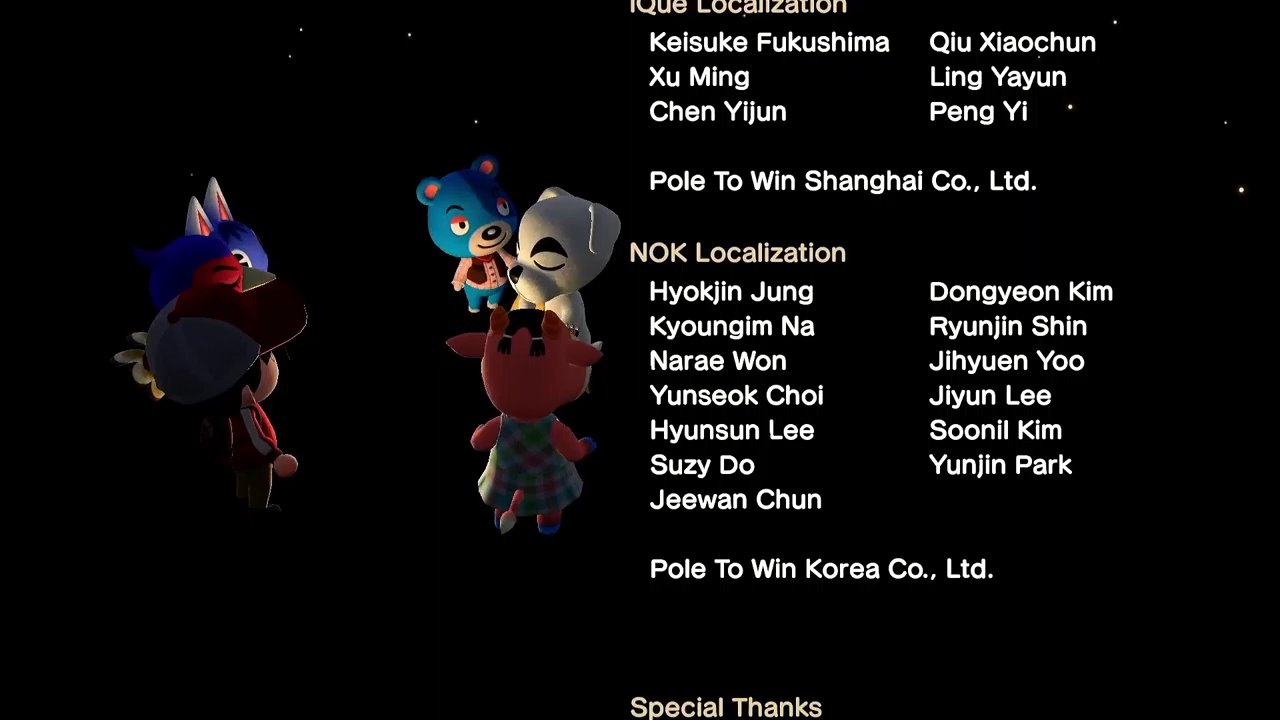 iQue Localization
Keisuke Fukushima Qiu Xiaochun
Xu Ming Ling Yayun
Chen Yijun Peng Yi
Pole To Win Shanghai Co., Ltd.
NOK Localization
Hyokjin Jung Dongyeon Kim
Kyoungim Na Ryunjin Shin
Narae Won Jihyuen Yoo
Yunseok Choi Jiyun Lee
Hyunsun Lee Soonil Kim
Suzy Do Yunjin Park
Jeewan Chun
Pole To Win Korea Co., Ltd.
Special Thanks